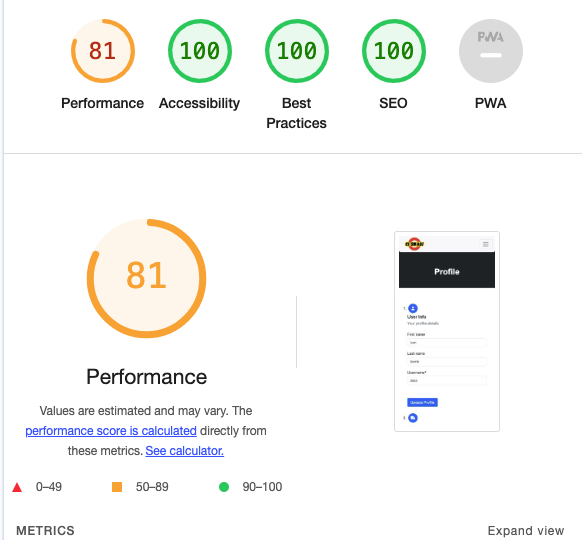 81
100
100
100
PWA
Performance
Accessibility
Best
Practices
SEO
PWA
81
Performance
Values are estimated and may vary. The
performance score is calculated directly from
these metrics. See calculator.
0–49
50–89
90–100
Profile
User Info
Your profile details
First name
Last name
Username*
Update Profile
METRICS
Expand view